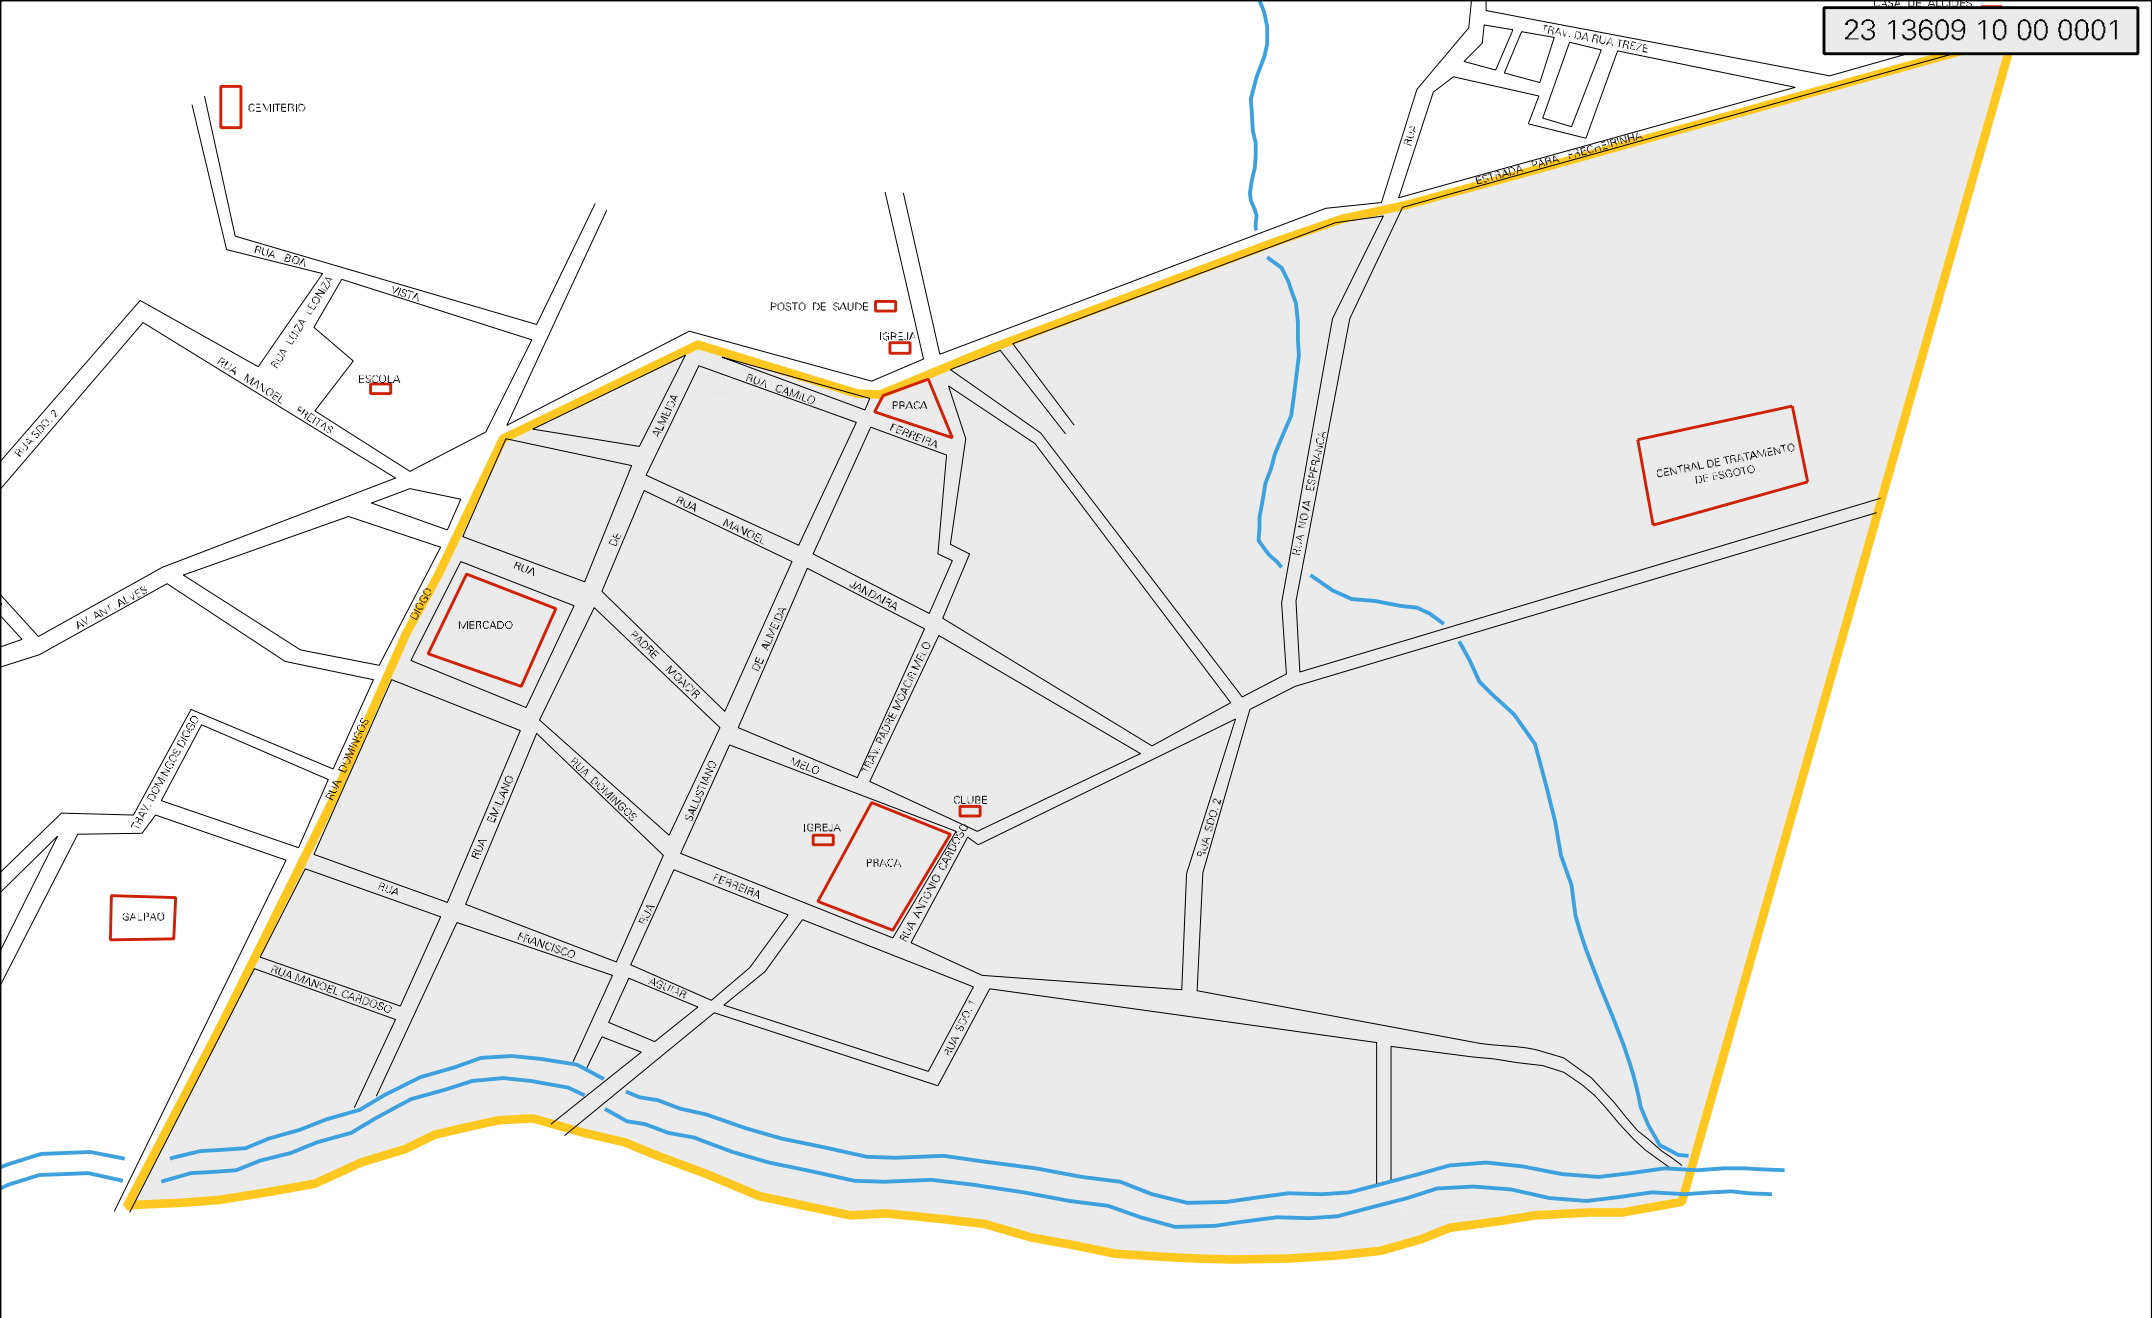 CASA DE ALCIDES
23 13609 10 00 0001
TRAV. DA RUA TREZE
CEMITERIO
RUA
ESTRADA PARA FRECHEIRINHA
RUA BOA
VISTA
RUA LUIZA LEONIZA
POSTO DE SAUDE
IGREJA
RUA MANOEL FREITAS
ESCOLA
RUA CAMILO
PRACA
FERREIRA
ALMEIDA
RUA SDO. 2
CENTRAL DE TRATAMENTO
DE ESGOTO
RUA NOVA ESPERANCA
RUA MANOEL
JANDAIRA
DE
RUA
DIOGO
AV. ANT. ALVES
MERCADO
PADRE MOACIR
DE ALMEIDA
TRAV. PADRE MOACIR MELO
RUA DOMINGOS
TRAV. DOMINGOS DIOGO
MELO
RUA DOMINGOS
SALUSTIANO
RUA EMILIANO
CLUBE
IGREJA
PRACA
RUA ANTONIO CARDOSO
RUA SDO. 2
RUA
FERREIRA
GALPAO
RUA
FRANCISCO
AGUIAR
RUA MANOEL CARDOSO
RUA SDO. 1